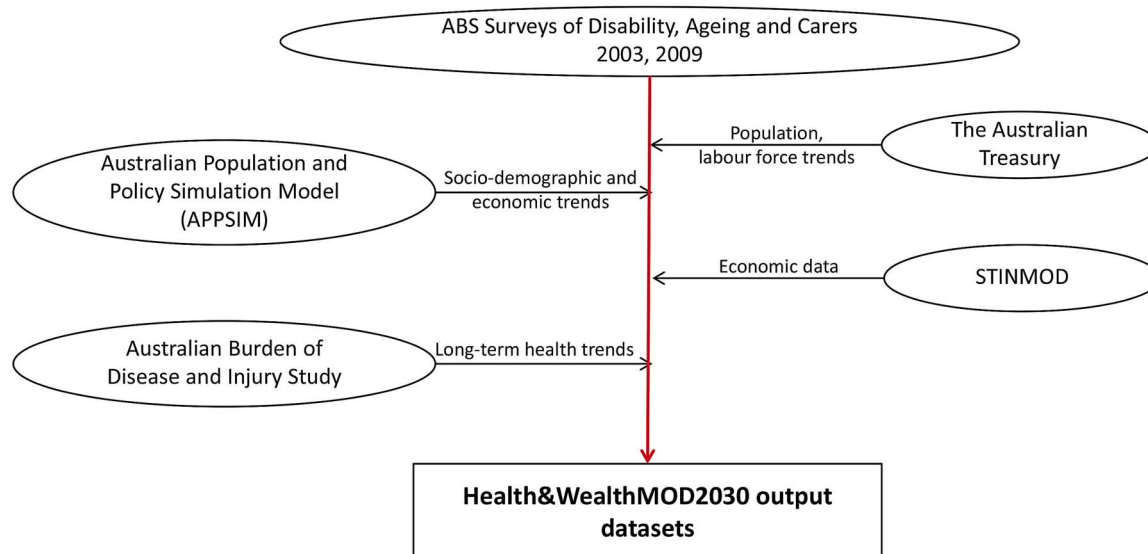 ABS Surveys of Disability, Ageing and Carers
2003, 2009
Population,
labour force trends
The Australian
Treasury
Australian Population and
Policy Simulation Model
(APPSIM)
Socio-demographic and
economic trends
Economic data
STINMOD
Australian Burden of
Disease and Injury Study
Long-term health trends
Health&WealthMOD2030 output
datasets